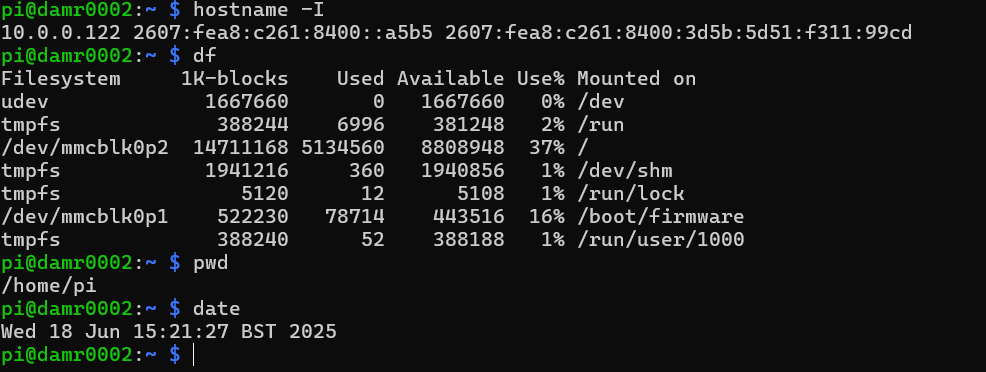 pi@damr0002:~ $ hostname -I
10.0.0.122 2607:fea8:c261:8400::a5b5 2607:fea8:c261:8400:3d5b:5d51:f311:99cd
pi@damr0002:~ $ df
Filesystem     1K-blocks    Used Available Use% Mounted on
udev             1667660       0   1667660   0% /dev
tmpfs             388244    6996    381248   2% /run
/dev/mmcblk0p2  14711168 5134560   8808948  37% /
tmpfs            1941216     360   1940856   1% /dev/shm
tmpfs               5120      12      5108   1% /run/lock
/dev/mmcblk0p1    522230   78714    443516  16% /boot/firmware
tmpfs             388240      52    388188   1% /run/user/1000
pi@damr0002:~ $ pwd
/home/pi
pi@damr0002:~ $ date
Wed 18 Jun 15:21:27 BST 2025
pi@damr0002:~ $